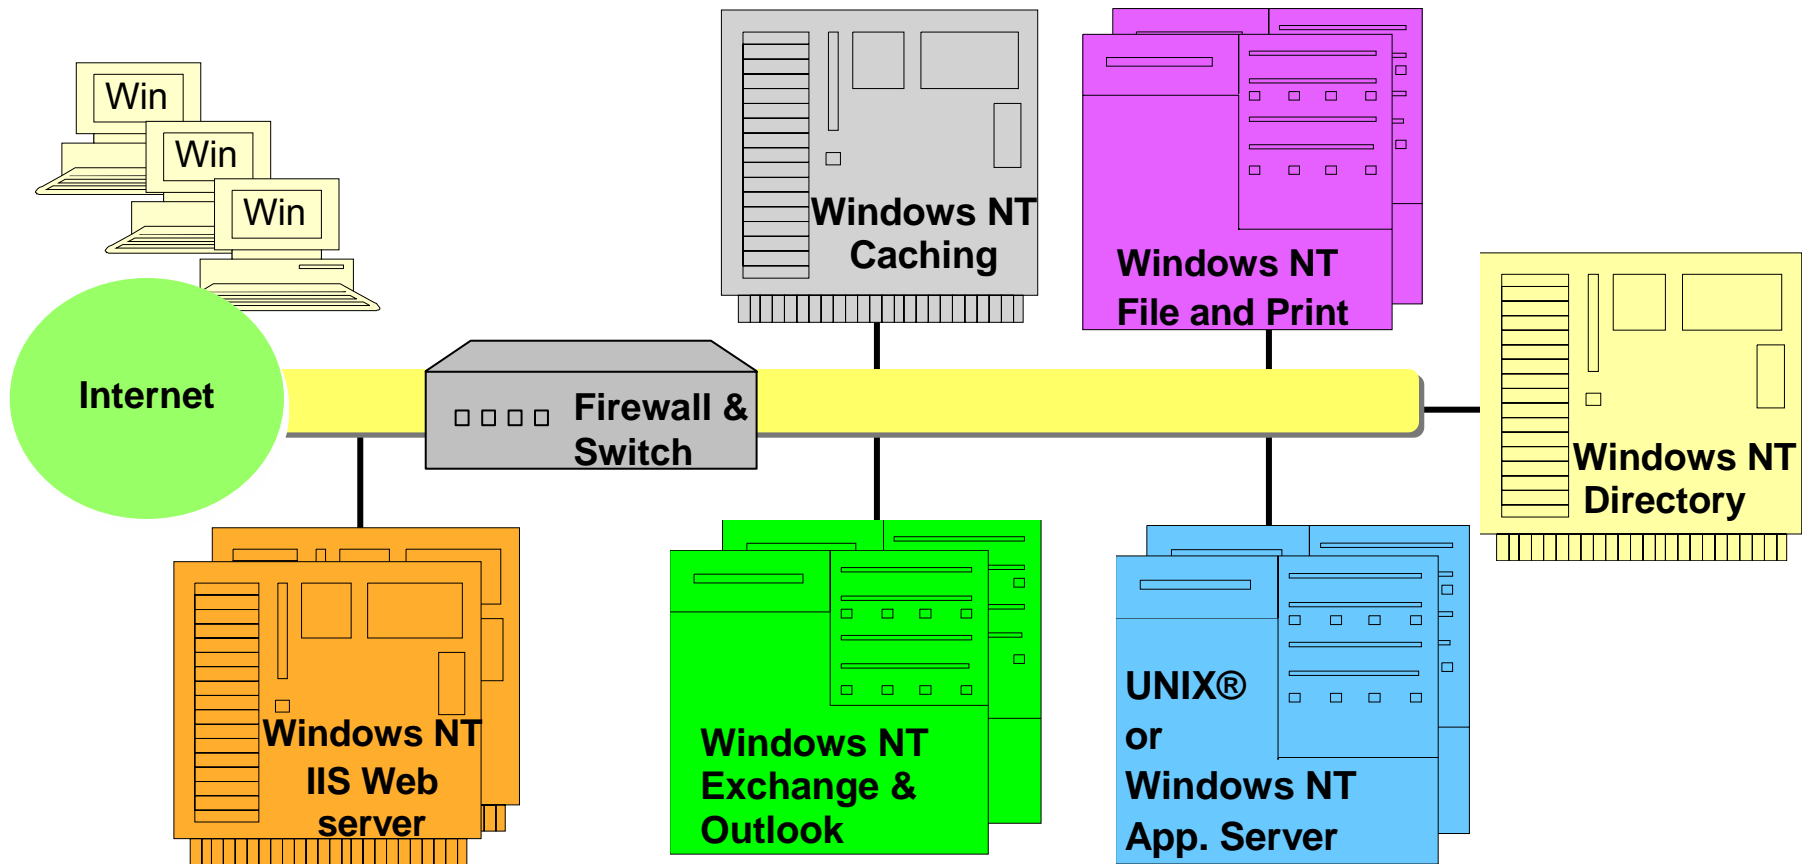 Win
Win
Win
Internet
Firewall &
Switch
Windows NT
Caching
Windows NT
File and Print
Windows NT
Directory
Windows NT
IIS Web
server
Windows NT
Exchange &
Outlook
UNIX®
or
Windows NT
App. Server